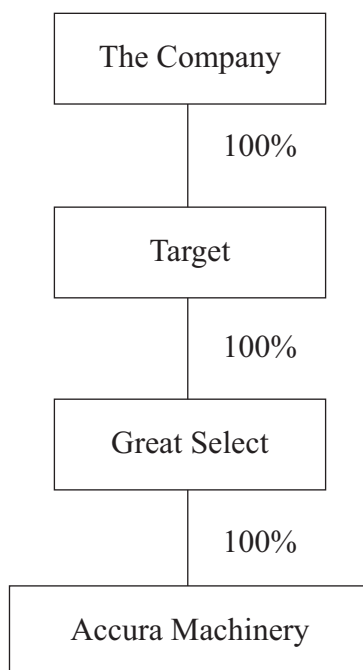 The Company
100%
Target
100%
Great Select
100%
Accura Machinery